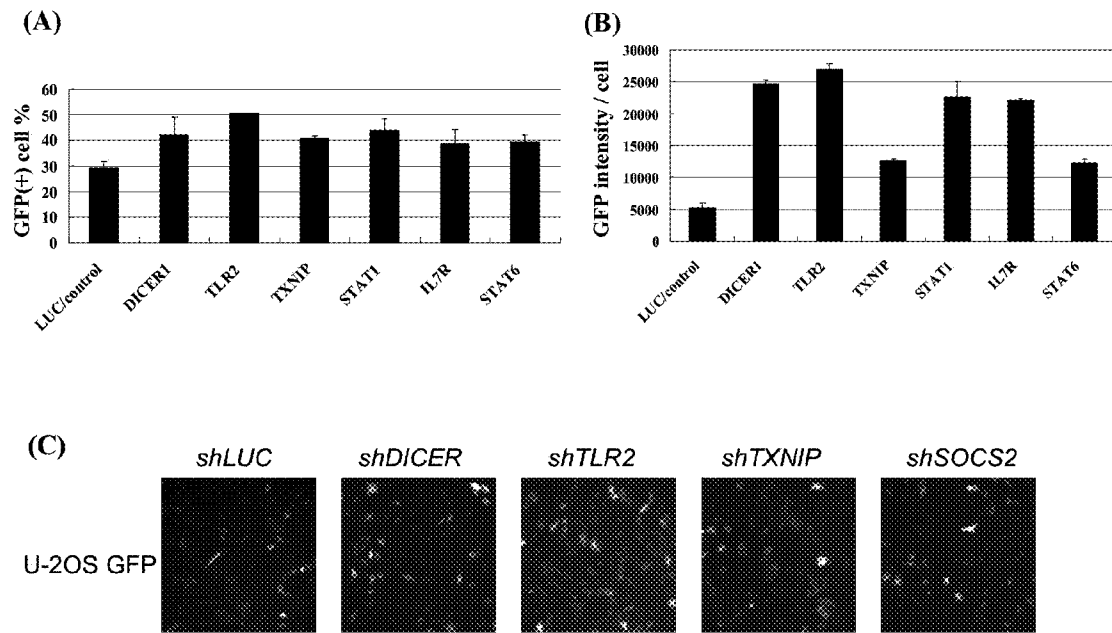 (A)
GFP(+) cell %
60
50
40
30
20
10
0
LUC/control
DICER1
TLR2
TXNIP
STAT1
IL7R
STAT6
(B)
GFP intensity / cell
30000
25000
20000
15000
10000
5000
0
LUC/control
DICER1
TLR2
TXNIP
STAT1
IL7R
STAT6
(C)
shLUC
shDICER
shTLR2
shTXNIP
shSOCS2
U-2OS GFP